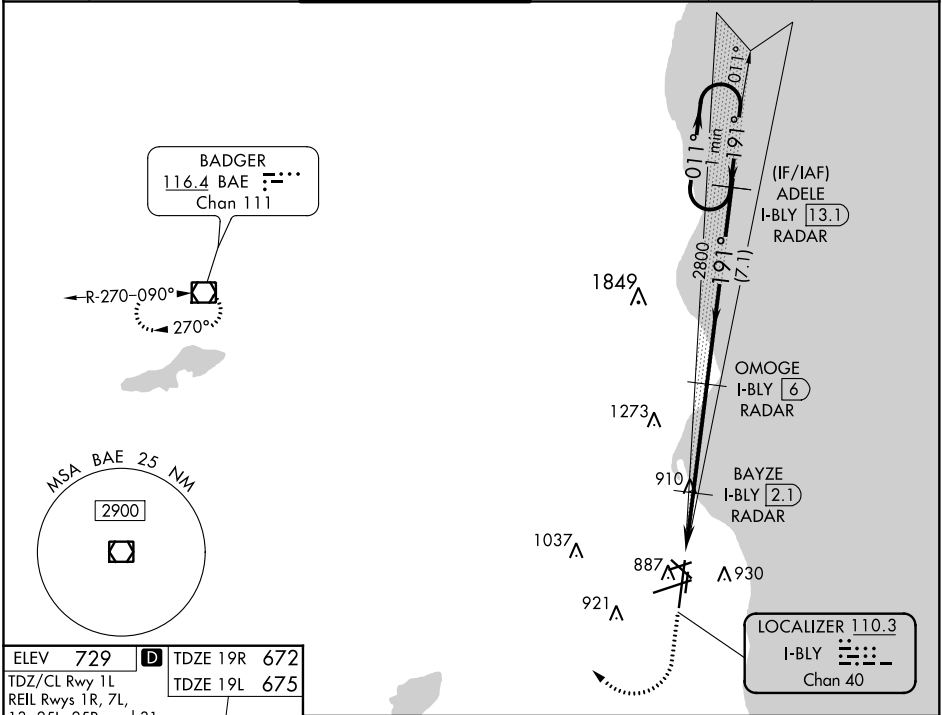 BADGER
116.4 BAE
Chan 111
R-270-090°
270°
011°
011°
1 min
191°
(IF/IAF)
ADELE
I-BLY 13.1
RADAR
2800
191°
(7.1)
1849
OMOGE
I-BLY 6
RADAR
1273
910
BAYZE
I-BLY 2.1
RADAR
MSA BAE 25 NM
2900
1037
887
930
921
LOCALIZER 110.3
I-BLY
Chan 40
ELEV 729 D TDZE 19R 672
TDZE 19L 675
TDZ/CL Rwy 1L
REIL Rwys 1R, 7L,